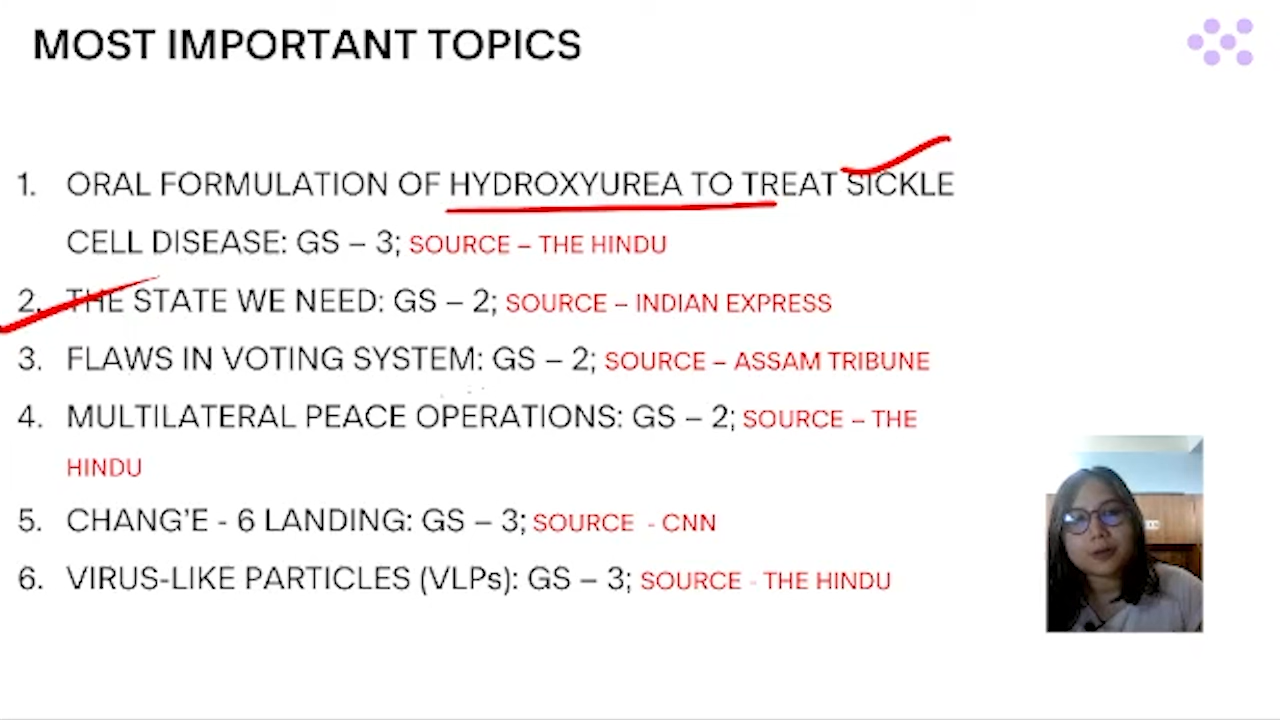 MOST IMPORTANT TOPICS
1. ORAL FORMULATION OF HYDROXYUREA TO TREAT SICKLE
CELL DISEASE: GS – 3; SOURCE – THE HINDU
2. THE STATE WE NEED: GS – 2; SOURCE – INDIAN EXPRESS
3. FLAWS IN VOTING SYSTEM: GS – 2; SOURCE – ASSAM TRIBUNE
4. MULTILATERAL PEACE OPERATIONS: GS – 2; SOURCE – THE
HINDU
5. CHANG'E - 6 LANDING: GS – 3; SOURCE - CNN
6. VIRUS-LIKE PARTICLES (VLPs): GS – 3; SOURCE - THE HINDU